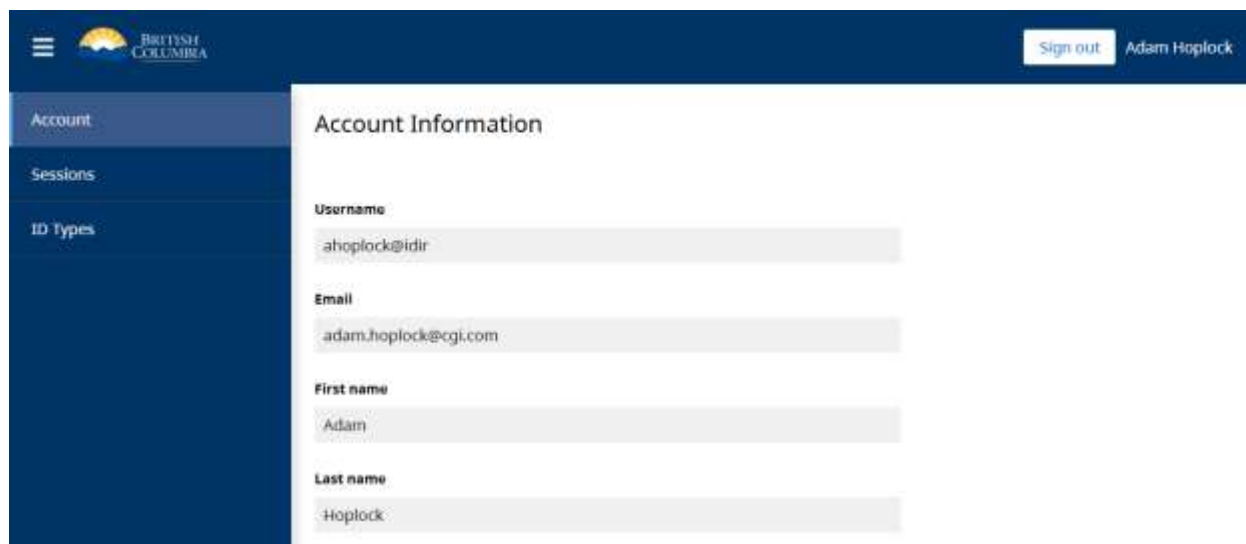 BRITISH
COLUMBIA
Sign out
Adam Hoplock
Account
Sessions
ID Types
Account Information
Username
ahoplock@idir
Email
adam.hoplock@cgi.com
First name
Adam
Last name
Hoplock